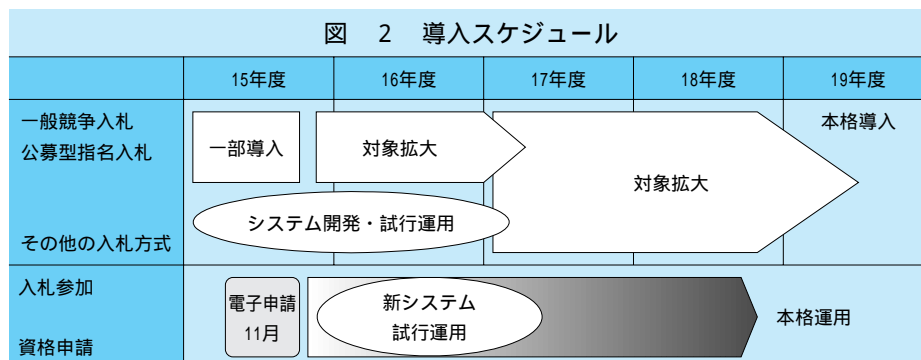 図 2 導入スケジュール
15年度 16年度 17年度 18年度 19年度
一般競争入札
公募型指名入札
一部導入
対象拡大
対象拡大
本格導入
システム開発・試行運用
その他の入札方式
入札参加
資格申請
電子申請
11月
新システム
試行運用
本格運用